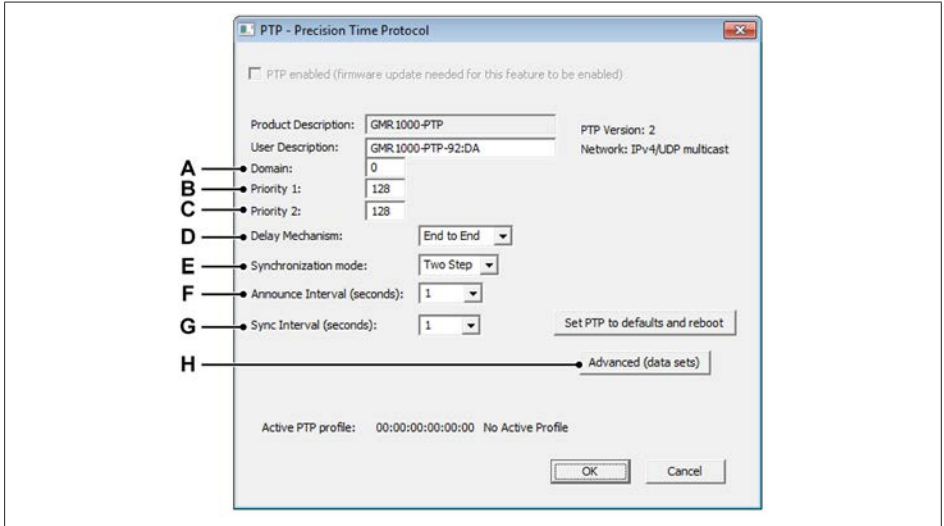 PTP - Precision Time Protocol
PTP enabled (firmware update needed for this feature to be enabled)
Product Description: GMR1000-PTP PTP Version: 2
User Description: GMR1000-PTP-92:DA Network: IPv4/UDP multicast
A Domain: 0
B Priority 1: 128
C Priority 2: 128
D Delay Mechanism: End to End
E Synchronization mode: Two Step
F Announce Interval (seconds): 1
G Sync Interval (seconds): 1 Set PTP to defaults and reboot
H Advanced (data sets)
Active PTP profile: 00:00:00:00:00:00 No Active Profile
OK Cancel